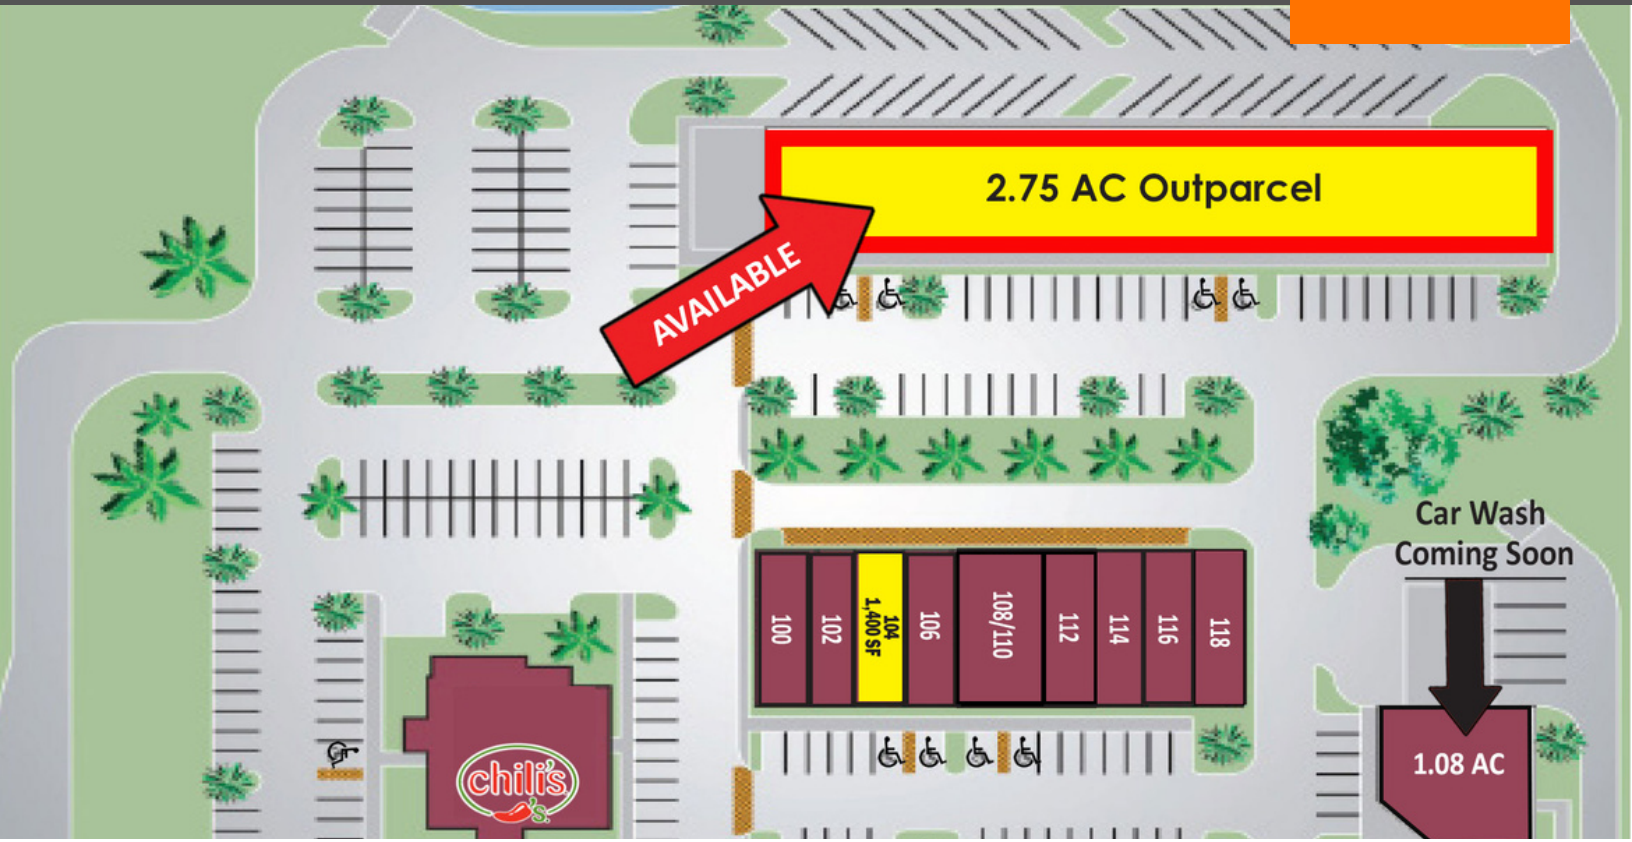 2.75 AC Outparcel
AVAILABLE
Car Wash
Coming Soon
100
102
104
1,400 SF
106
108/110
112
114
116
118
1.08 AC
chili's
's.